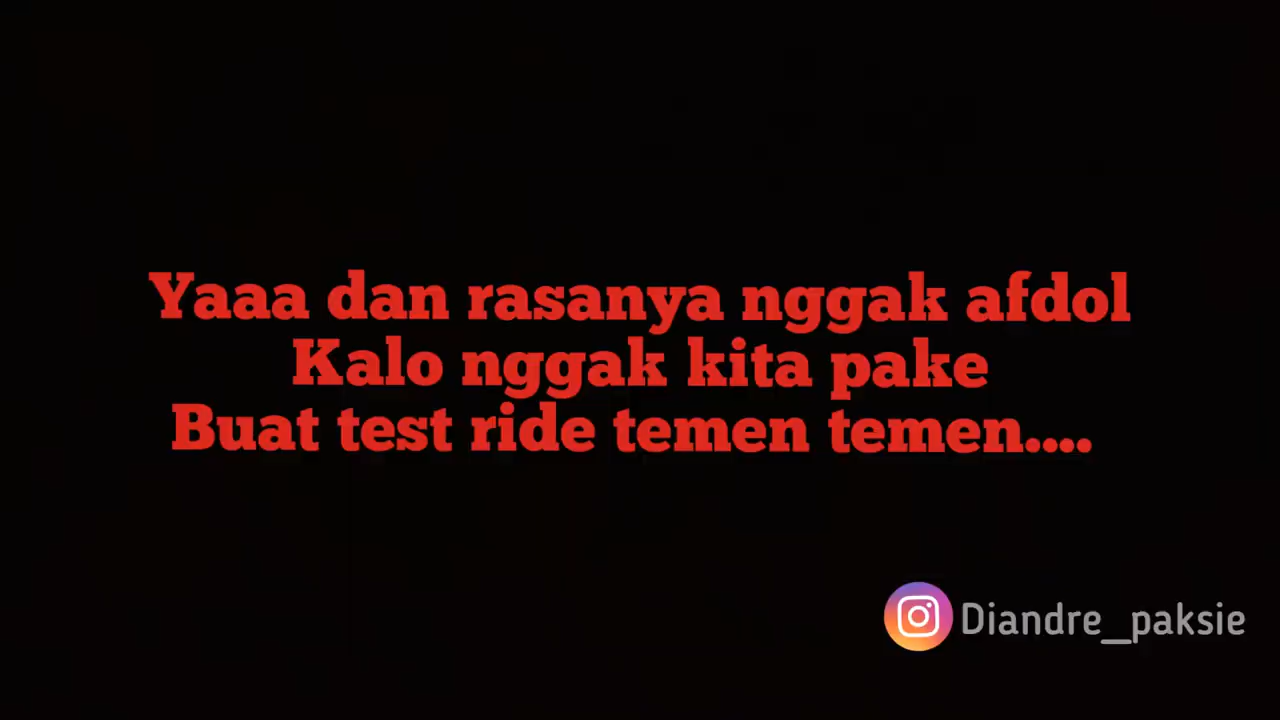 Yaaa dan rasanya nggak afdol
Kalo nggak kita pake
Buat test ride temen temen....
Diandre_paksie